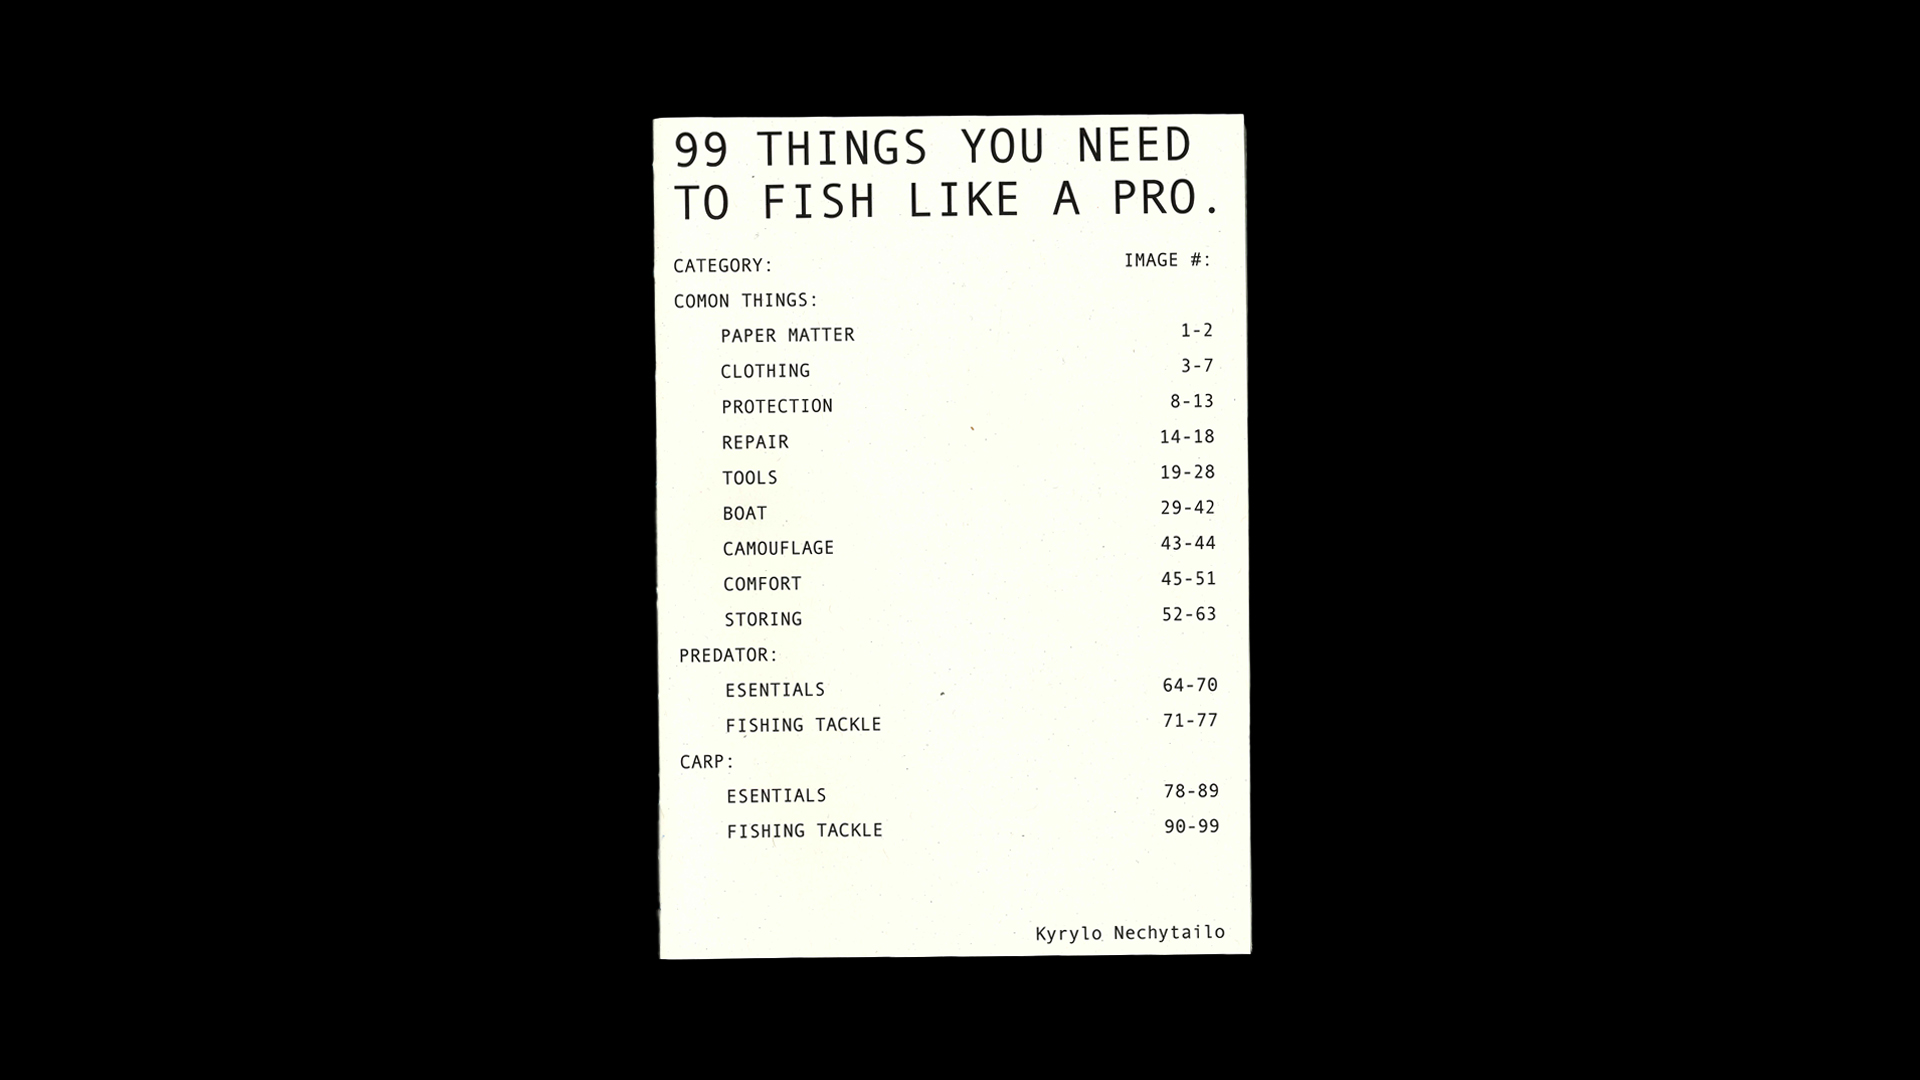 99 THINGS YOU NEED
TO FISH LIKE A PRO.
CATEGORY: IMAGE #:
COMON THINGS:
PAPER MATTER 1-2
CLOTHING 3-7
PROTECTION 8-13
REPAIR 14-18
TOOLS 19-28
BOAT 29-42
CAMOUFLAGE 43-44
COMFORT 45-51
STORING 52-63
PREDATOR:
ESENTIALS 64-70
FISHING TACKLE 71-77
CARP:
ESENTIALS 78-89
FISHING TACKLE 90-99
Kyrylo Nechytailo